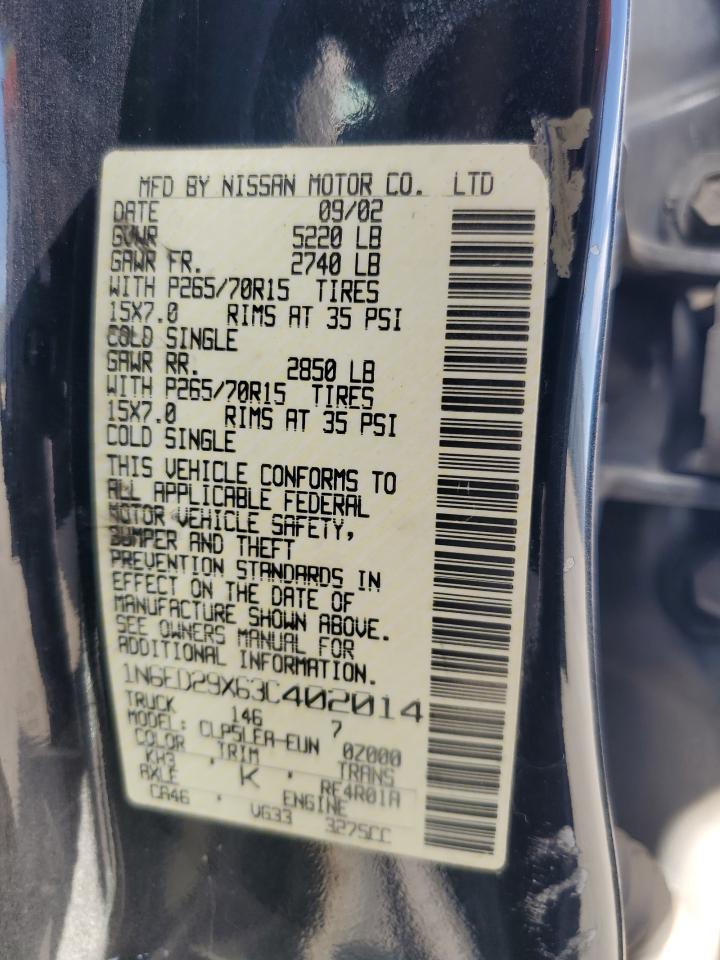 MFD BY NISSAN MOTOR CO. LTD
DATE 09/02
GVWR 5220 LB
GAWR FR. 2740 LB
WITH P265/70R15 TIRES
15X7.0 RIMS AT 35 PSI
COLD SINGLE
GAWR RR. 2850 LB
WITH P265/70R15 TIRES
15X7.0 RIMS AT 35 PSI
COLD SINGLE
THIS VEHICLE CONFORMS TO
ALL APPLICABLE FEDERAL
MOTOR VEHICLE SAFETY,
BUMPER AND THEFT
PREVENTION STANDARDS IN
EFFECT ON THE DATE OF
MANUFACTURE SHOWN ABOVE.
SEE OWNERS MANUAL FOR
ADDITIONAL INFORMATION.
1N6ED29X63C402014
TRUCK 146 7
MODEL: CLP5LEA-EUN 0Z000
COLOR TRIM TRANS
KH3 , K , RE4R01A
AXLE ENGINE
CA46 , VG33 3275CC